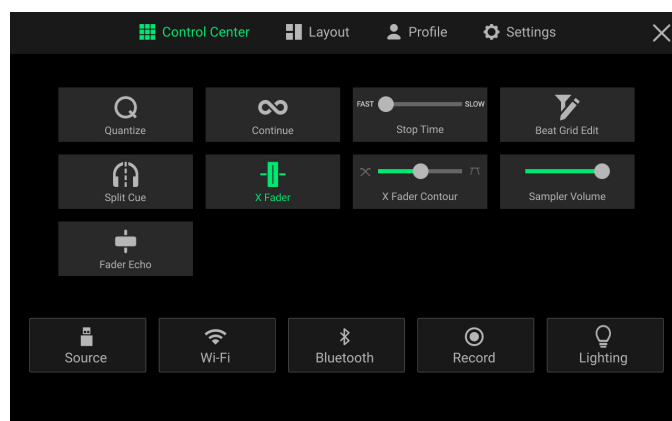 Control Center
Layout
Profile
Settings
Quantize
Continue
FAST
SLOW
Stop Time
Beat Grid Edit
Split Cue
X Fader
X Fader Contour
Sampler Volume
Fader Echo
Source
Wi-Fi
Bluetooth
Record
Lighting